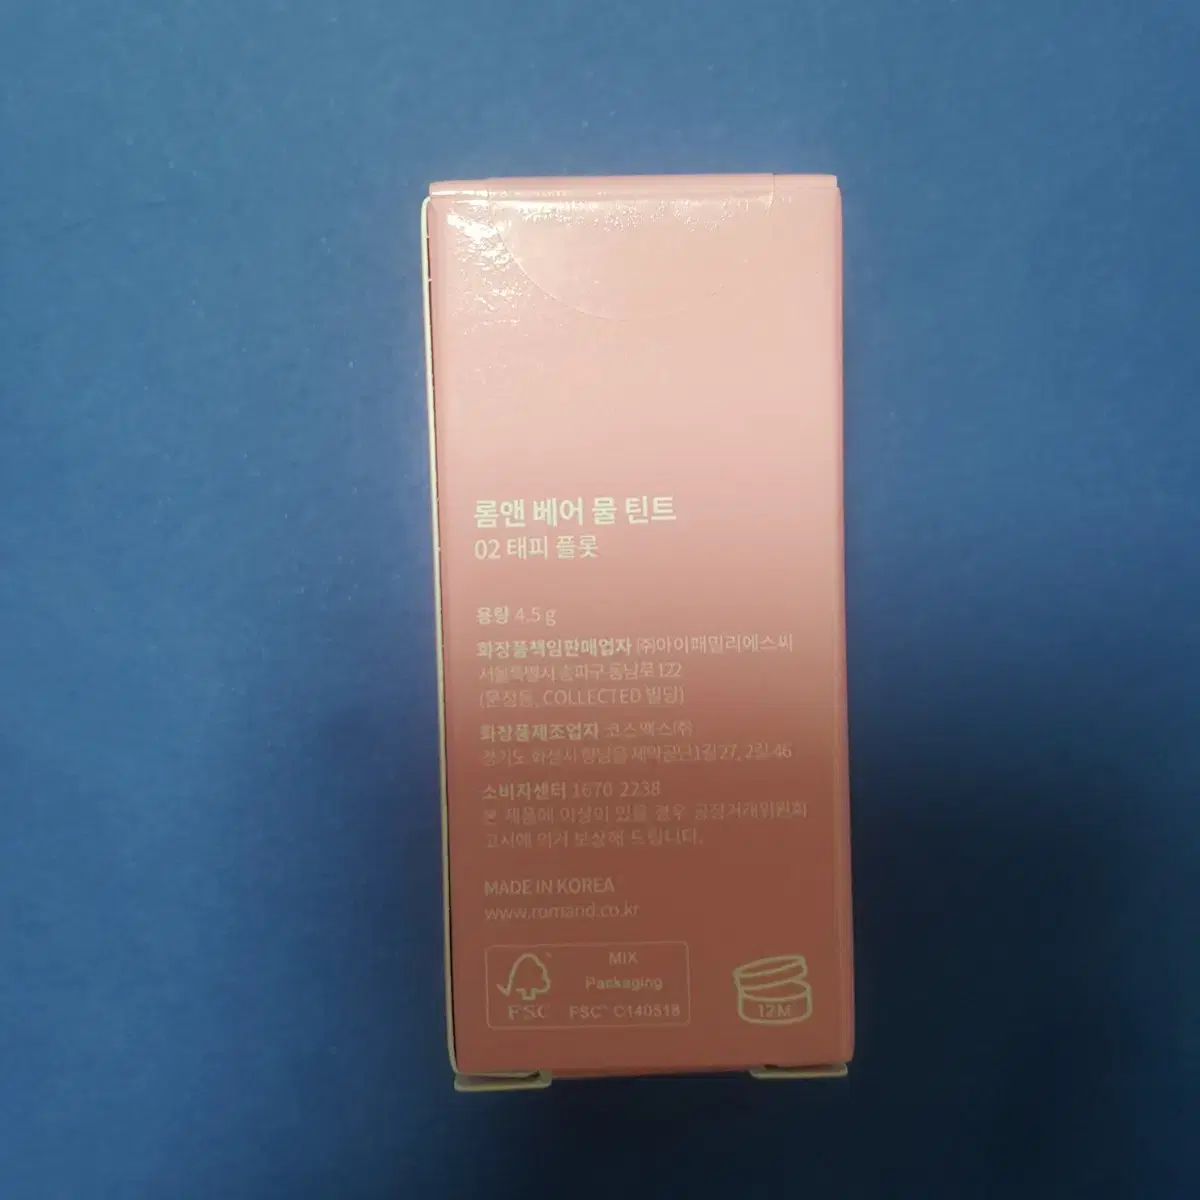 롬앤 베어 물 틴트
02 태피 플롯
용량 4.5 g
화장품책임판매업자 ㈜아이패밀리에스씨
서울특별시 송파구 동남로 122
(문정동, COLLECTED 빌딩)
화장품제조업자 코스맥스㈜
경기도 화성시 향남읍 제약공단1길 27, 2길 46
소비자센터 1670-2238
본 제품에 이상이 있을 경우 공정거래위원회
고시에 의거 보상해 드립니다.
MADE IN KOREA
www.romand.co.kr
MIX
Packaging
FSC FSC™ C140518
12M